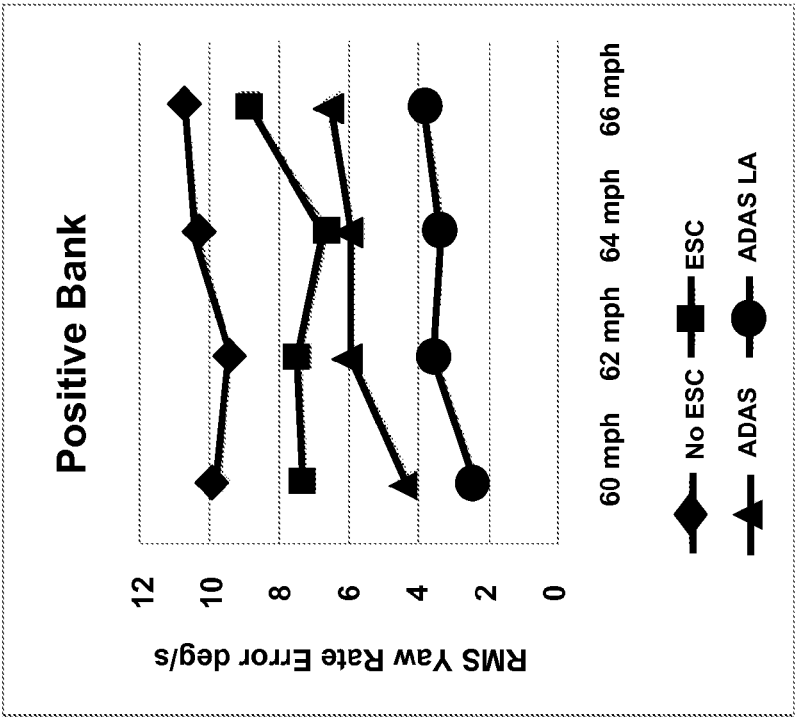 Positive Bank
RMS Yaw Rate Error deg/s
12
10
8
6
4
2
0
60 mph 62 mph 64 mph 66 mph
No ESC ESC
ADAS ADAS LA